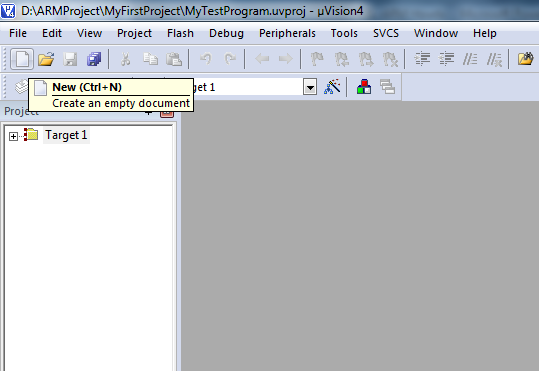 D:\ARMProject\MyFirstProject\MyTestProgram.uvproj - µVision4
File Edit View Project Flash Debug Peripherals Tools SVCS Window Help
New (Ctrl+N)
Create an empty document
get 1
Project
Target 1